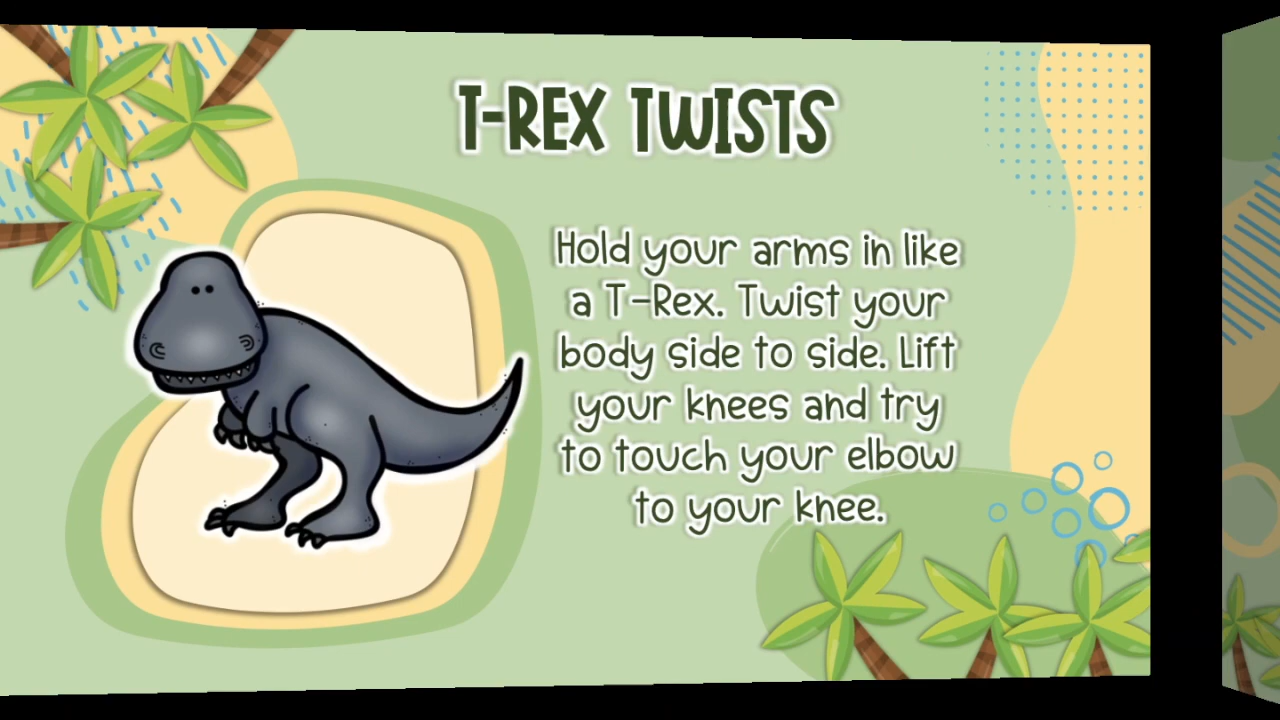 T-REX TWISTS
Hold your arms in like
a T-Rex. Twist your
body side to side. Lift
your knees and try
to touch your elbow
to your knee.